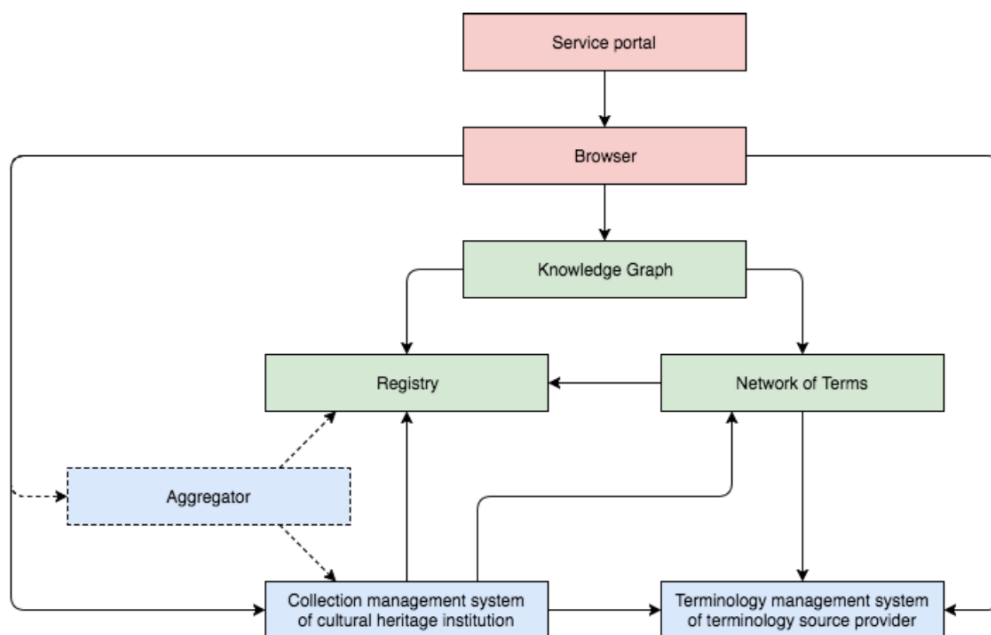 Service portal
Browser
Knowledge Graph
Registry
Network of Terms
Aggregator
Collection management system
of cultural heritage institution
Terminology management system
of terminology source provider